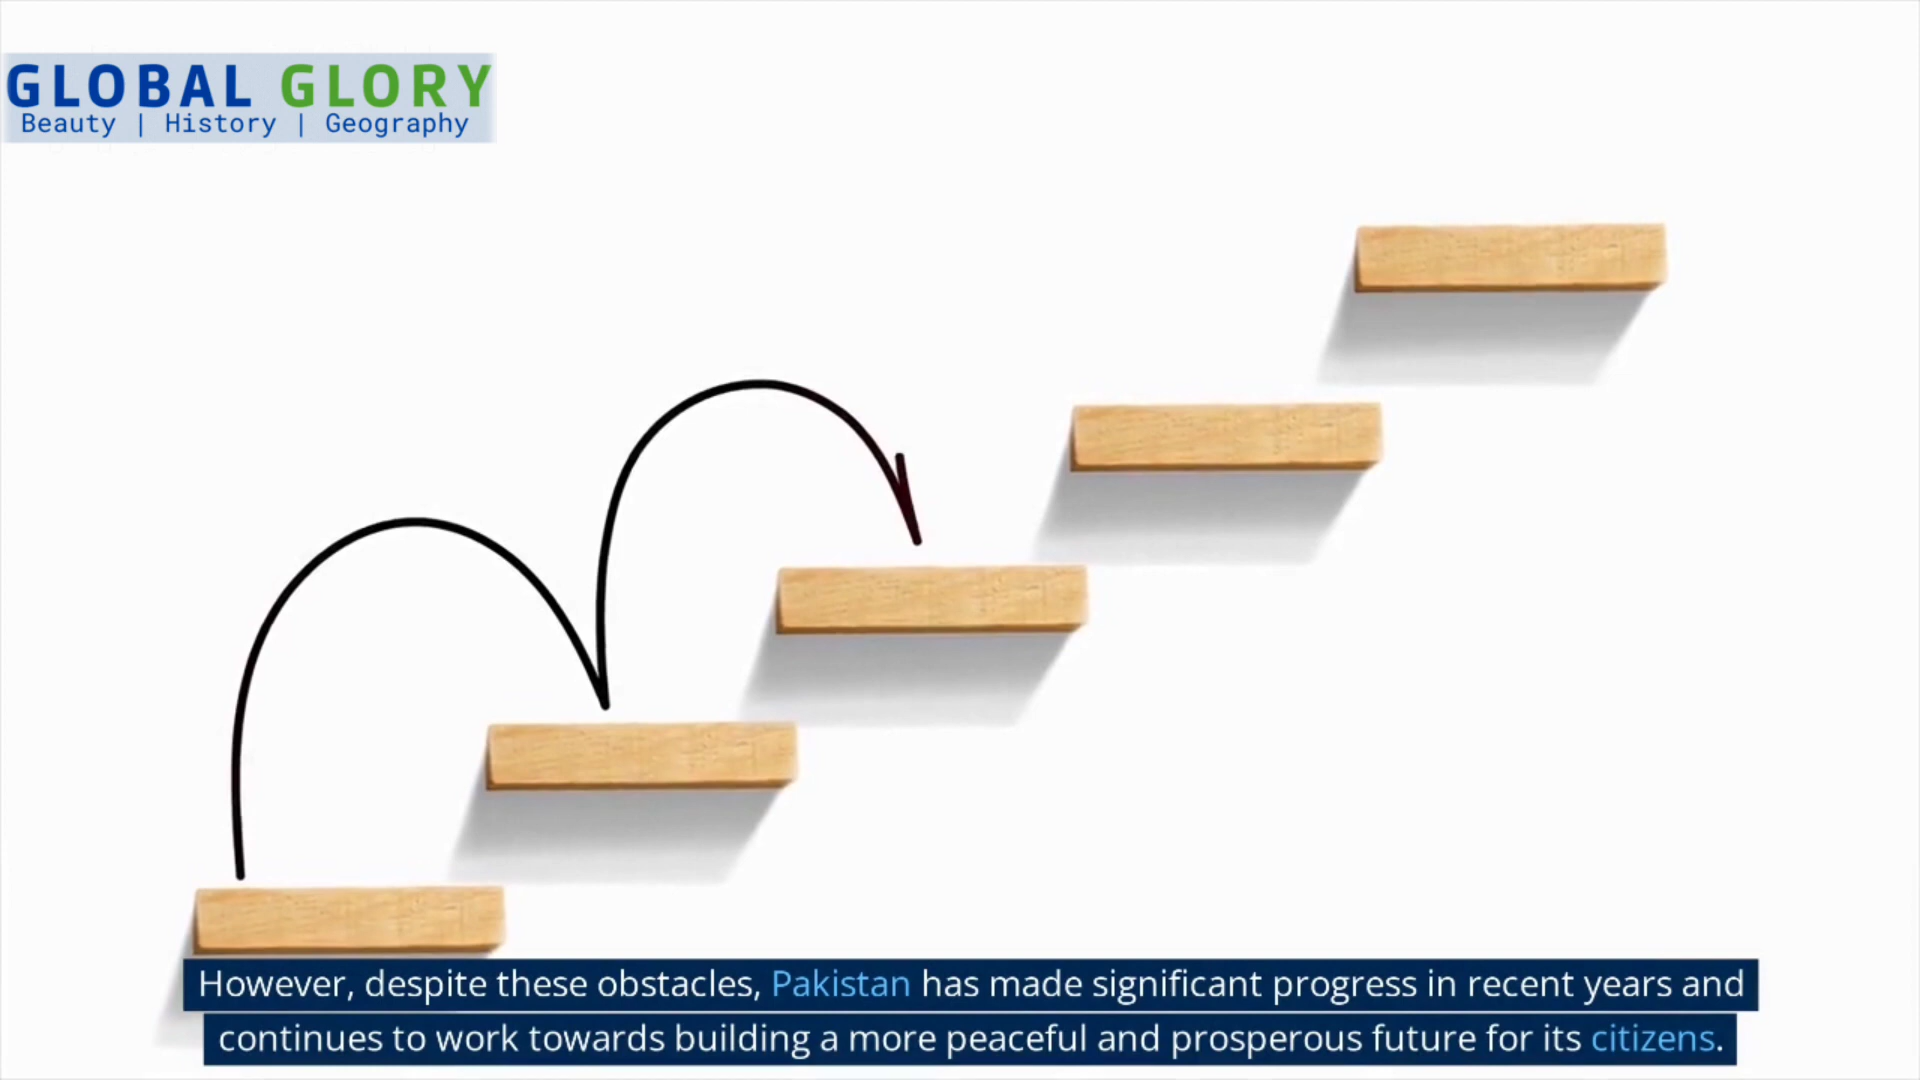 GLOBAL GLORY
Beauty | History | Geography
However, despite these obstacles, Pakistan has made significant progress in recent years and
continues to work towards building a more peaceful and prosperous future for its citizens.